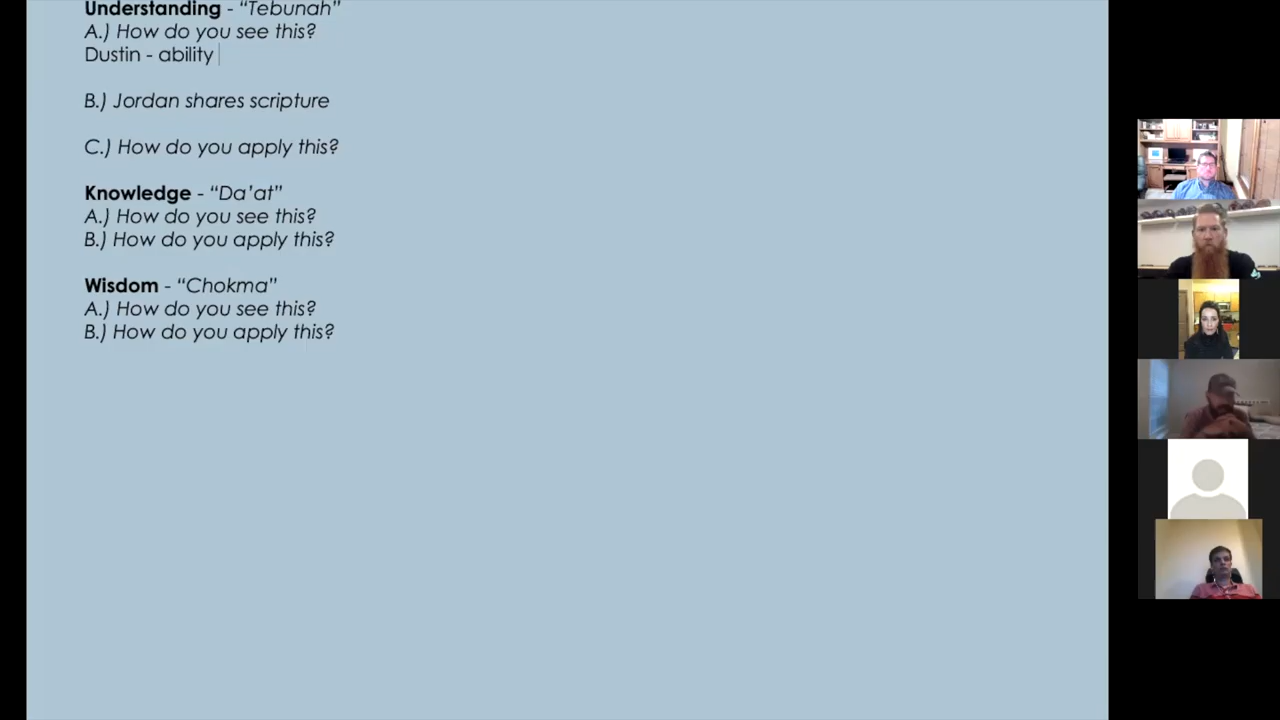 Understanding - “Tebunah”
A.) How do you see this?
Dustin - ability
B.) Jordan shares scripture
C.) How do you apply this?
Knowledge - “Da’at”
A.) How do you see this?
B.) How do you apply this?
Wisdom - “Chokma”
A.) How do you see this?
B.) How do you apply this?